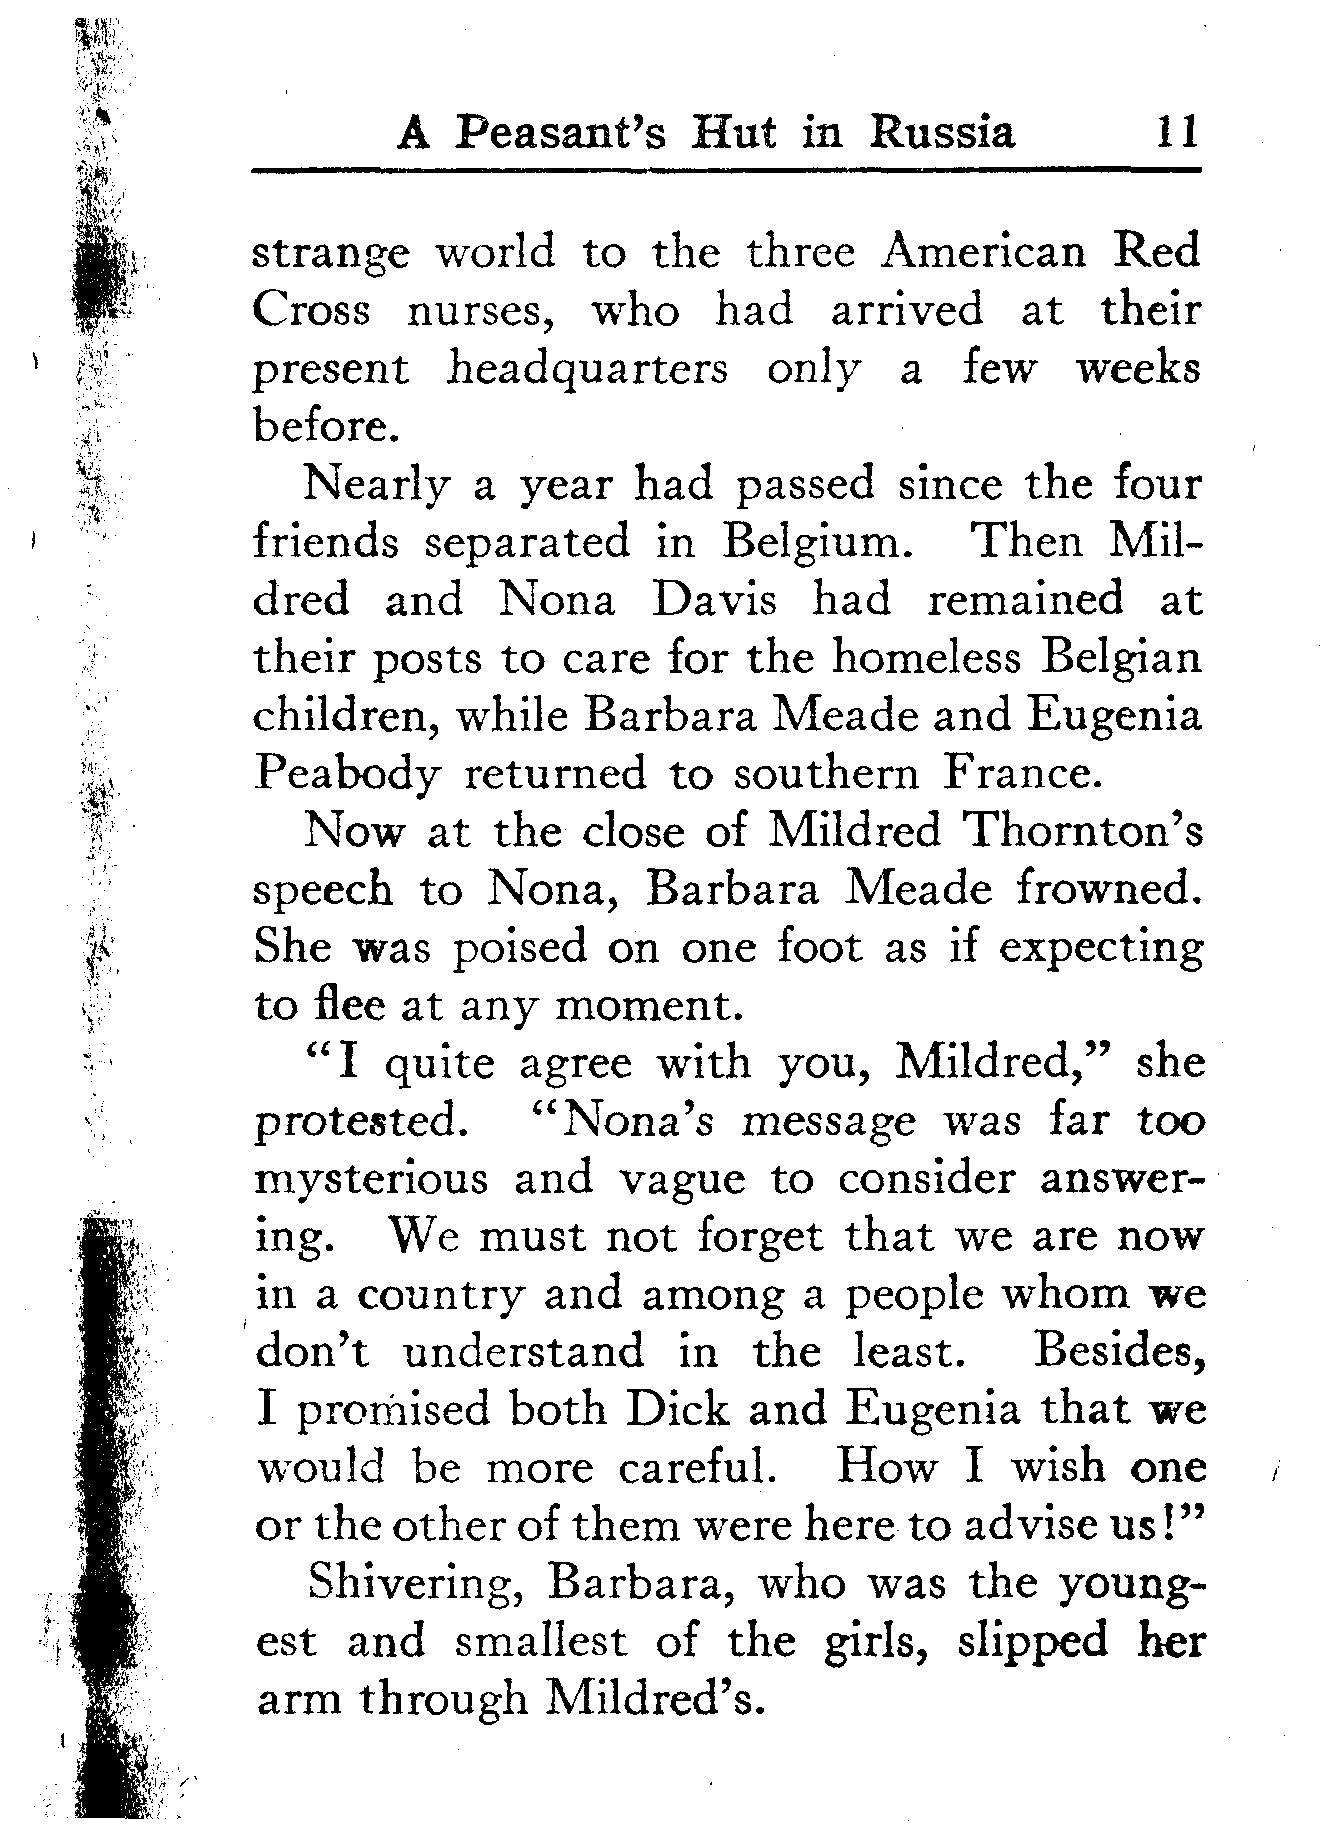 A Peasant's Hut in Russia 11
strange world to the three American Red
Cross nurses, who had arrived at their
present headquarters only a few weeks
before.
Nearly a year had passed since the four
friends separated in Belgium. Then Mil-
dred and Nona Davis had remained at
their posts to care for the homeless Belgian
children, while Barbara Meade and Eugenia
Peabody returned to southern France.
Now at the close of Mildred Thornton's
speech to Nona, Barbara Meade frowned.
She was poised on one foot as if expecting
to flee at any moment.
"I quite agree with you, Mildred," she
protested. "Nona's message was far too
mysterious and vague to consider answer-
ing. We must not forget that we are now
in a country and among a people whom we
don't understand in the least. Besides,
I promised both Dick and Eugenia that we
would be more careful. How I wish one
or the other of them were here to advise us!"
Shivering, Barbara, who was the young-
est and smallest of the girls, slipped her
arm through Mildred's.